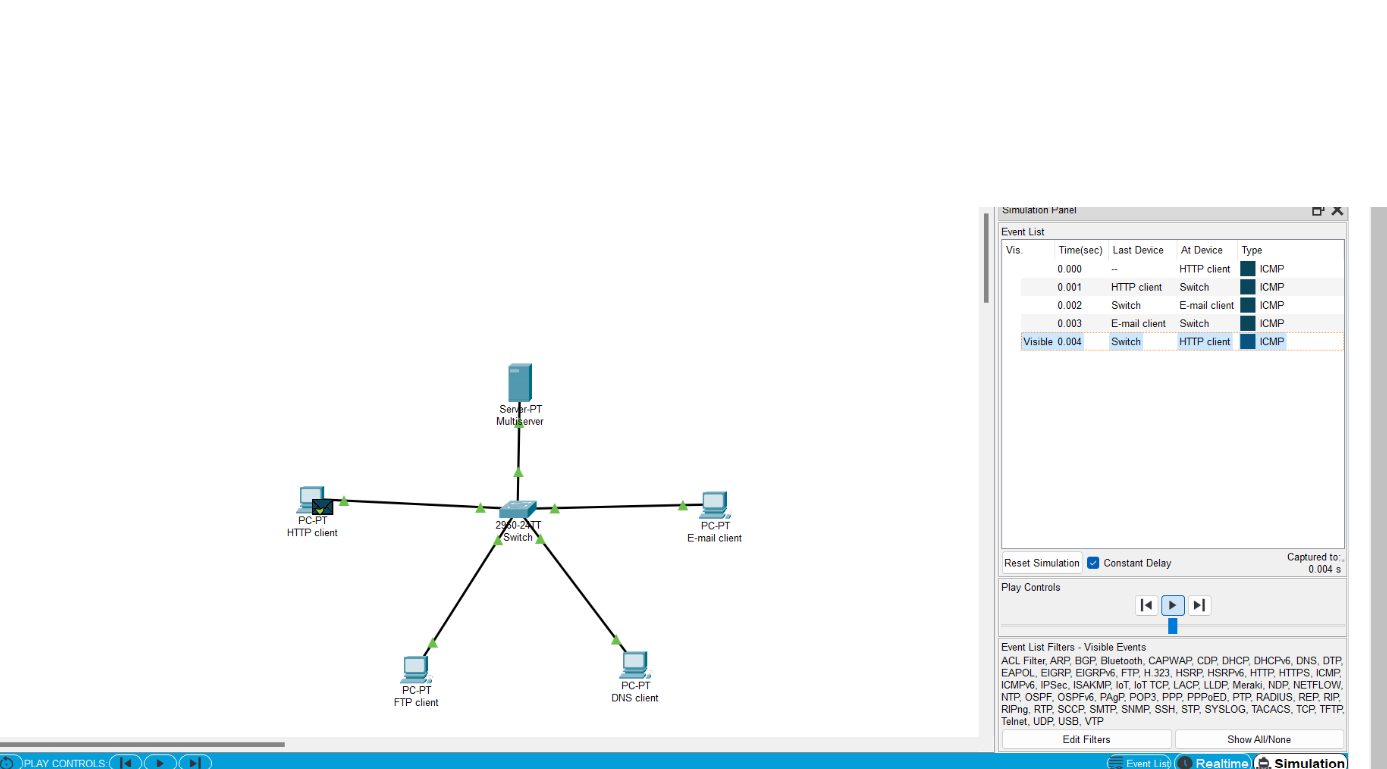 Simulation Panel
Event List
Vis. Time(sec) Last Device At Device Type
0.000 -- HTTP client ICMP
0.001 HTTP client Switch ICMP
0.002 Switch E-mail client ICMP
0.003 E-mail client Switch ICMP
Visible 0.004 Switch HTTP client ICMP
Server-PT
Multiserver
PC-PT
HTTP client
2960-24TT
Switch
PC-PT
E-mail client
PC-PT
FTP client
PC-PT
DNS client
Reset Simulation Constant Delay
Captured to:
0.004 s
Play Controls
Event List Filters - Visible Events
ACL Filter, ARP, BGP, Bluetooth, CAPWAP, CDP, DHCP, DHCPv6, DNS, DTP,
EAPOL, EIGRP, EIGRPv6, FTP, H.323, HSRP, HSRPv6, HTTP, HTTPS, ICMP,
ICMPv6, IPSec, ISAKMP, IoT, IoT TCP, LACP, LLDP, Meraki, NDP, NETFLOW,
NTP, OSPF, OSPFv6, PAgP, POP3, PPP, PPPoED, PTP, RADIUS, REP, RIP,
RIPng, RTP, SCCP, SMTP, SNMP, SSH, STP, SYSLOG, TACACS, TCP, TFTP,
Telnet, UDP, USB, VTP
Edit Filters Show All/None
PLAY CONTROLS: Event List Realtime Simulation